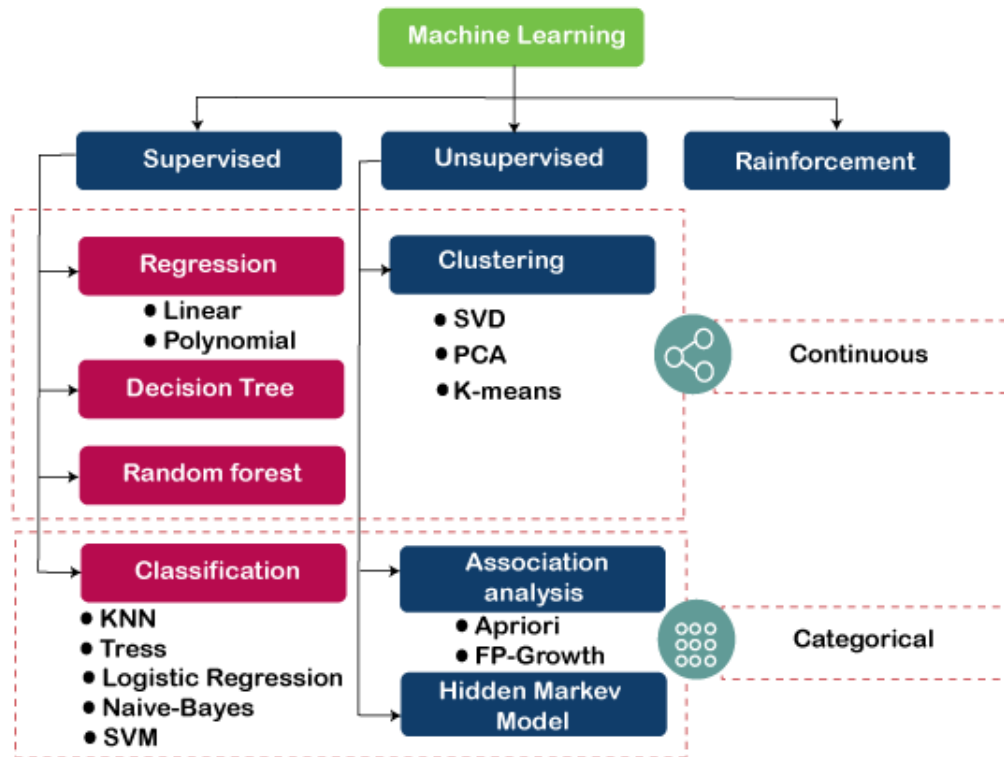 Machine Learning
Supervised
Unsupervised
Rainforcement
Regression
• Linear
• Polynomial
Decision Tree
Random forest
Clustering
• SVD
• PCA
• K-means
Continuous
Classification
• KNN
• Tress
• Logistic Regression
• Naive-Bayes
• SVM
Association
analysis
• Apriori
• FP-Growth
Hidden Markev
Model
Categorical